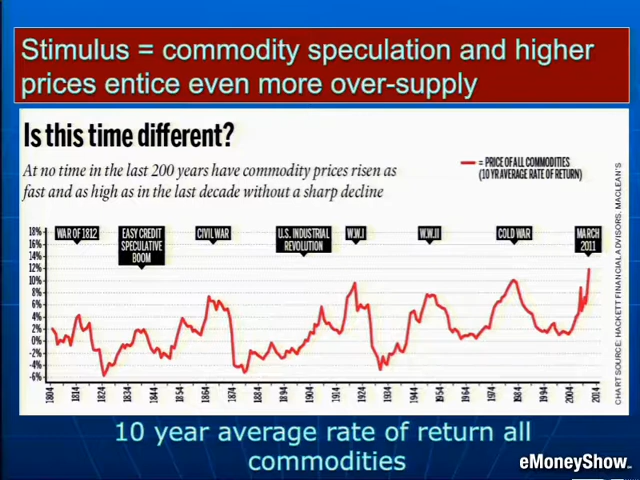 Stimulus = commodity speculation and higher
prices entice even more over-supply
Is this time different?
At no time in the last 200 years have commodity prices risen as
fast and as high as in the last decade without a sharp decline
= PRICE OF ALL COMMODITIES
(10 YR AVERAGE RATE OF RETURN)
WAR OF 1812
EASY CREDIT
SPECULATIVE
BOOM
CIVIL WAR
U.S. INDUSTRIAL
REVOLUTION
W.W.I
W.W.II
COLD WAR
MARCH
2011
18%
16%
14%
12%
10%
8%
6%
4%
2%
0%
-2%
-4%
-6%
1804
1814
1824
1834
1844
1854
1864
1874
1884
1894
1904
1914
1924
1934
1944
1954
1964
1974
1984
1994
2004
2014
CHART SOURCE: HACKETT FINANCIAL ADVISORS, MACLEAN'S
10 year average rate of return all
commodities
eMoneyShow.